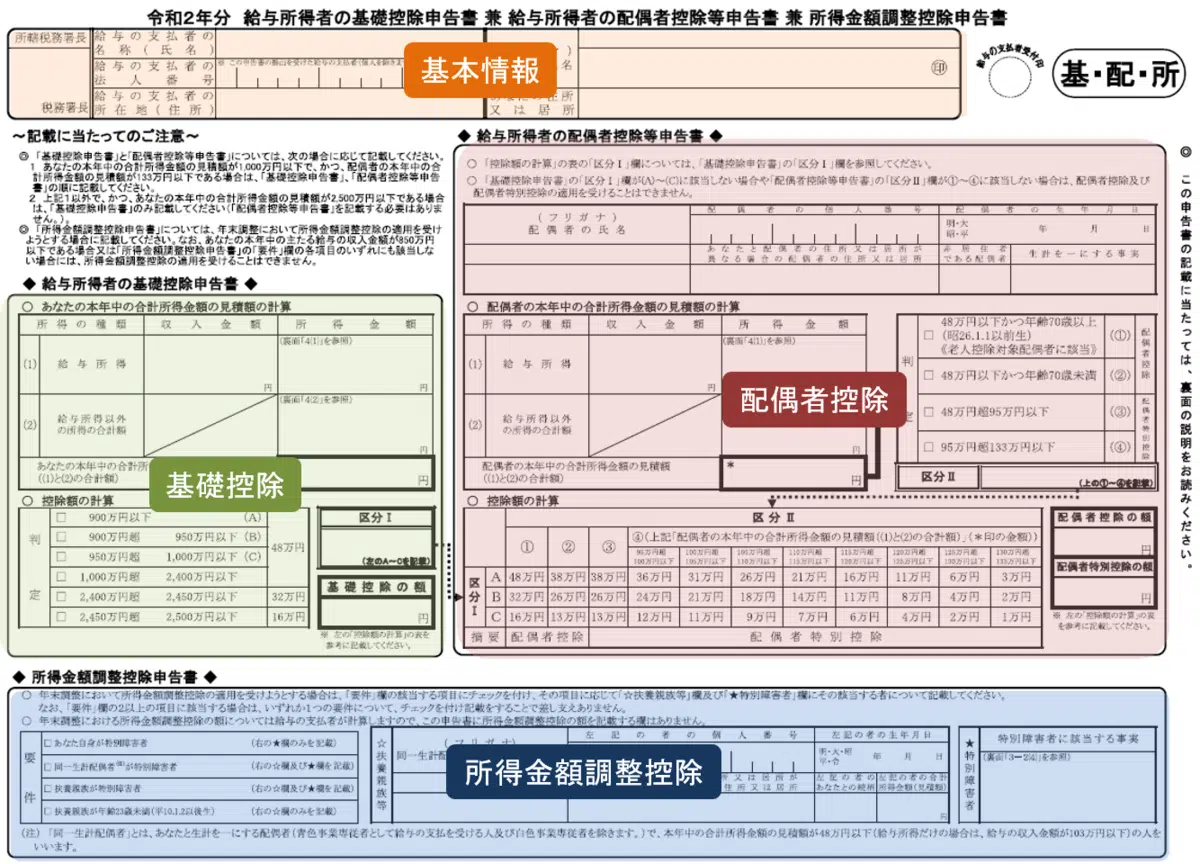 令和2年分 給与所得者の基礎控除申告書 兼 給与所得者の配偶者控除等申告書 兼 所得金額調整控除申告書
所轄税務署長
税務署長
給与の支払者の名称(氏名)
給与の支払者の法人番号
※この申告書の提出を受けた給与の支払者(個人を除きま
給与の支払者の所在地(住所)
基本情報
)
名
住所
又は居所
㊞
給与の支払者受付印
基・配・所
~記載に当たってのご注意~
◎ 「基礎控除申告書」と「配偶者控除等申告書」については、次の場合に応じて記載してください。
1 あなたの本年中の合計所得金額の見積額が1,000万円以下で、かつ、配偶者の本年中の合
計所得金額の見積額が133万円以下である場合は、「基礎控除申告書」、「配偶者控除等申告
書」の順に記載してください。
2 上記1以外で、かつ、あなたの本年中の合計所得金額の見積額が2,500万円以下である場合
は、「基礎控除申告書」のみ記載してください(「配偶者控除等申告書」を記載する必要はありま
せん。)。
◎ 「所得金額調整控除申告書」については、年末調整において所得金額調整控除の適用を受け
ようとする場合に記載してください。なお、あなたの本年中の主たる給与の収入金額が850万円
以下である場合又は「所得金額調整控除申告書」の「要件」欄の各項目のいずれにも該当しな
い場合には、所得金額調整控除の適用を受けることはできません。
◆ 給与所得者の基礎控除申告書 ◆
○ あなたの本年中の合計所得金額の見積額の計算
所得の種類 収入金額 所得金額
(1) 給与所得 円 (裏面「4(1)」を参照) 円
(2) 給与所得以外の所得の合計額 (裏面「4(2)」を参照) 円
あなたの本年中の合計所
((1)と(2)の合計額) 円
基礎控除
○ 控除額の計算
判定
□ 900万円以下 (A)
□ 900万円超 950万円以下 (B)
□ 950万円超 1,000万円以下 (C)
□ 1,000万円超 2,400万円以下
48万円
□ 2,400万円超 2,450万円以下 32万円
□ 2,450万円超 2,500万円以下 16万円
区分Ⅰ
(左のA~Cを記載)
基礎控除の額
円
※ 左の「控除額の計算」の表を
参考に記載してください。
◆ 給与所得者の配偶者控除等申告書 ◆
○ 「控除額の計算」の表の「区分Ⅰ」欄については、「基礎控除申告書」の「区分Ⅰ」欄を参照してください。
○ 「基礎控除申告書」の「区分Ⅰ」欄が(A)~(C)に該当しない場合や「配偶者控除等申告書」の「区分Ⅱ」欄が①~④に該当しない場合は、配偶者控除及び
配偶者特別控除の適用を受けることはできません。
(フリガナ)
配偶者の氏名
配偶者の個人番号
配偶者の生年月日
明・大
昭・平
年 月 日
あなたと配偶者の住所又は居所が
異なる場合の配偶者の住所又は居所
非居住者
である配偶者
生計を一にする事実
○ 配偶者の本年中の合計所得金額の見積額の計算
所得の種類 収入金額 所得金額
(1) 給与所得 円 (裏面「4(1)」を参照)
(2) 給与所得以外の所得の合計額 円
配偶者の本年中の合計所得金額の見積額
((1)と(2)の合計額) * 円
配偶者控除
判定
□ 48万円以下かつ年齢70歳以上
(昭26.1.1以前生)
《老人控除対象配偶者に該当》 (①)
□ 48万円以下かつ年齢70歳未満 (②)
□ 48万円超95万円以下 (③)
□ 95万円超133万円以下 (④)
配偶者控除
配偶者特別控除
区分Ⅱ
(上の①~④を記載)
○ 控除額の計算
区分Ⅱ
① ② ③ ④(上記「配偶者の本年中の合計所得金額の見積額((1)と(2)の合計額)」(*印の金額))
95万円超 100万円以下 100万円超 105万円以下 105万円超 110万円以下 110万円超 115万円以下 115万円超 120万円以下 120万円超 125万円以下 125万円超 130万円以下 130万円超 133万円以下
区分Ⅰ
A 48万円 38万円 38万円 36万円 31万円 26万円 21万円 16万円 11万円 6万円 3万円
B 32万円 26万円 26万円 24万円 21万円 18万円 14万円 11万円 8万円 4万円 2万円
C 16万円 13万円 13万円 12万円 11万円 9万円 7万円 6万円 4万円 2万円 1万円
摘要 配偶者控除 配偶者特別控除
配偶者控除の額
円
配偶者特別控除の額
円
※ 左の「控除額の計算」の表
を参考に記載してください。
◎この申告書の記載に当たっては、裏面の説明をお読みください。
◆ 所得金額調整控除申告書 ◆
○ 年末調整において所得金額調整控除の適用を受けようとする場合は、「要件」欄の該当する項目にチェックを付け、その項目に応じて「☆扶養親族等」欄及び「★特別障害者」欄にその該当する者について記載してください。
なお、「要件」欄の2以上の項目に該当する場合は、いずれか1つの要件について、チェックを付け記載をすることで差し支えありません。
○ 年末調整における所得金額調整控除の額については給与の支払者が計算しますので、この申告書に所得金額調整控除の額を記載する欄はありません。
要件
□ あなた自身が特別障害者 (右の★欄のみを記載)
□ 同一生計配偶者(注)が特別障害者 (右の☆欄及び★欄を記載)
□ 扶養親族が特別障害者 (右の☆欄及び★欄を記載)
□ 扶養親族が年齢23歳未満(平10.1.2以後生) (右の☆欄のみを記載)
☆扶養親族等
(フリガナ)
同一生計配
左記の者の個人番号
左記の者の生年月日
明・大・昭
平・令
年 月 日
所又は居所が
住所又は居所
左記の者の
あなたとの続柄
左記の者の合計
所得金額(見積額)
円
所得金額調整控除
★特別障害者
特別障害者に該当する事実
(裏面「3-2(4)」を参照)
(注) 「同一生計配偶者」とは、あなたと生計を一にする配偶者(青色事業専従者として給与の支払を受ける人及び白色事業専従者を除きます。)で、本年中の合計所得金額の見積額が48万円以下(給与所得だけの場合は、給与の収入金額が103万円以下)の人を
いいます。